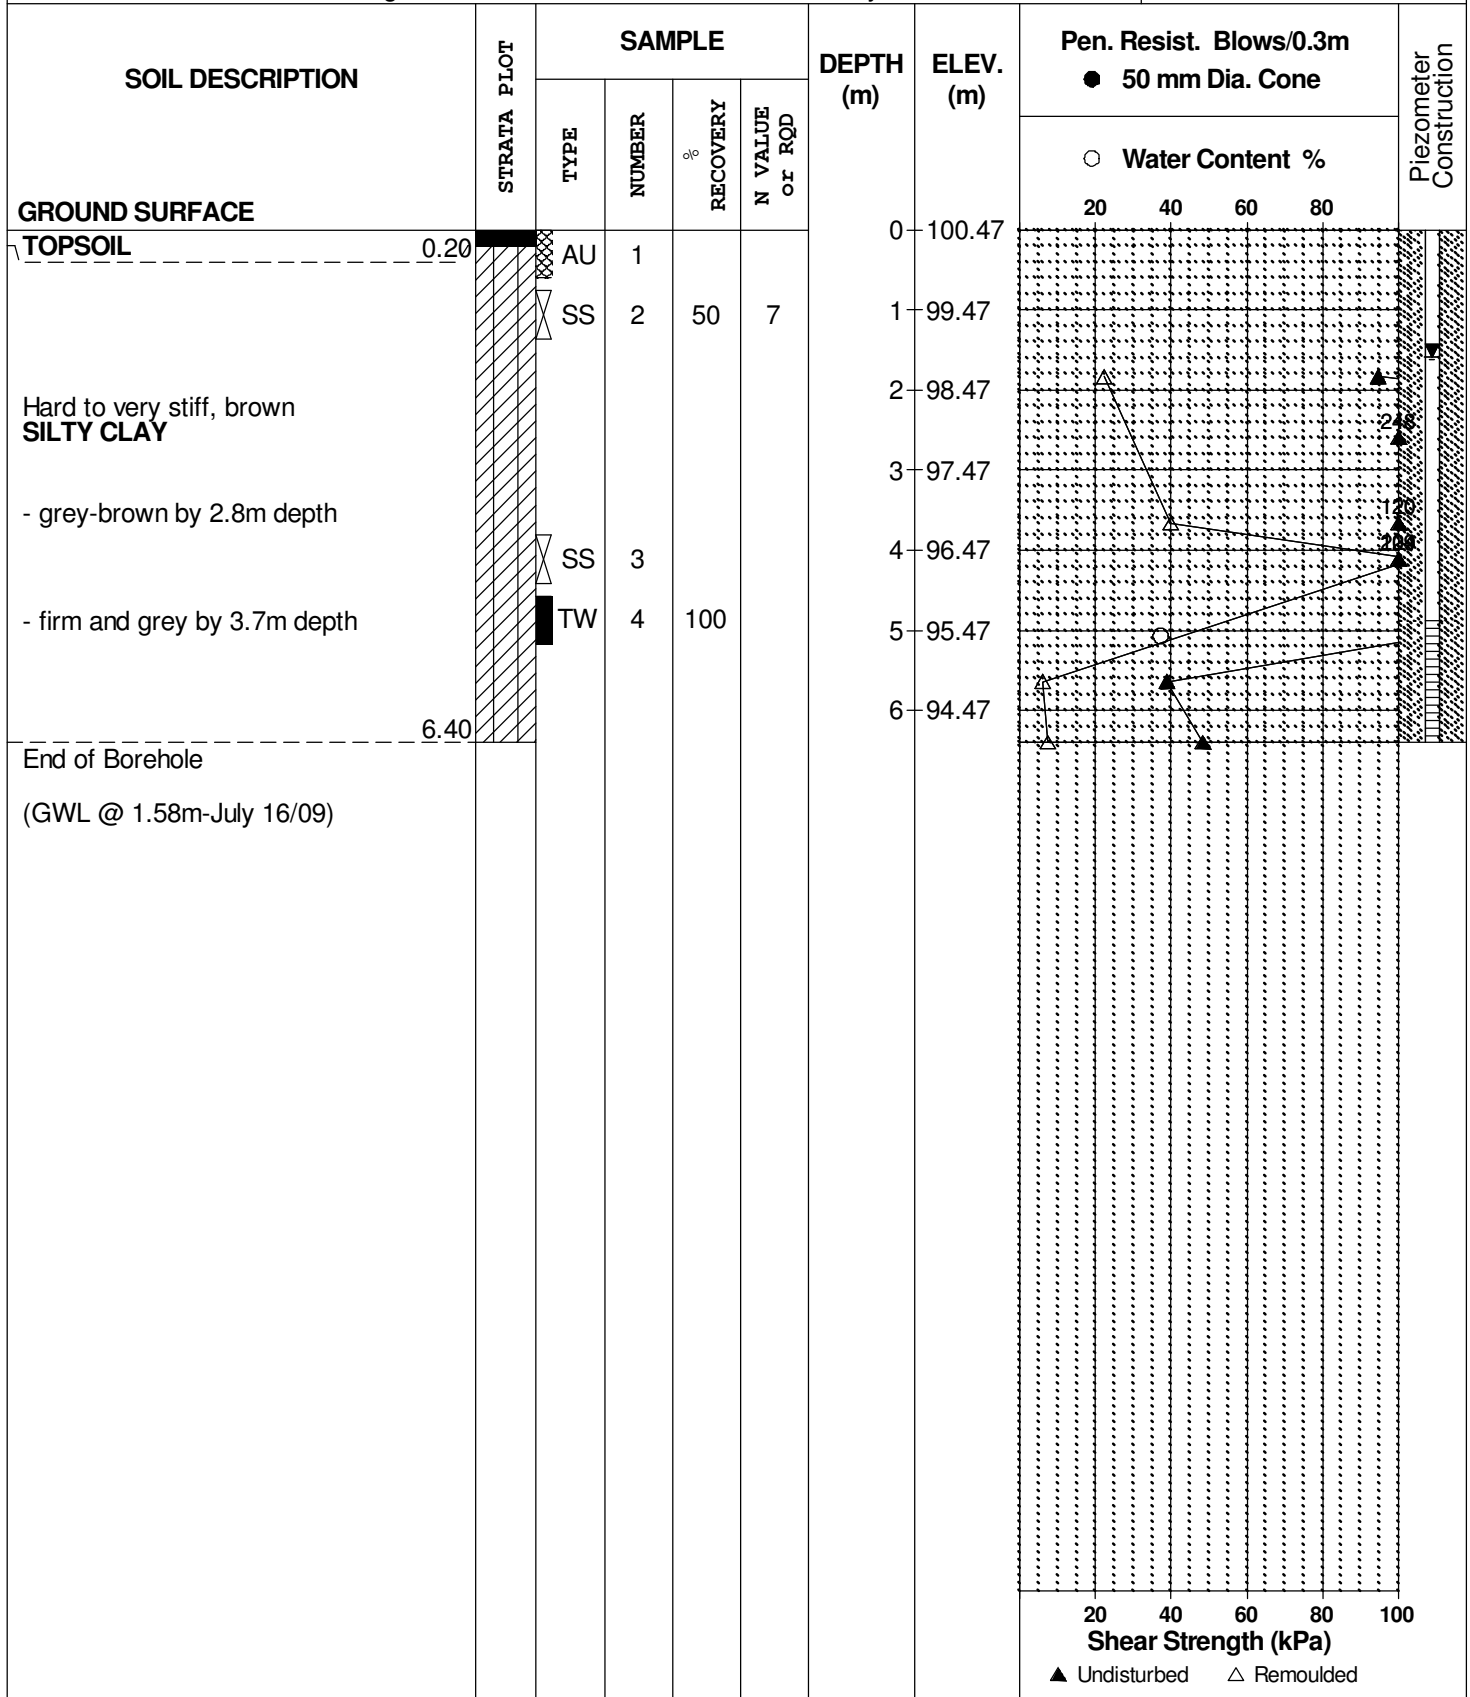 SOIL DESCRIPTION
GROUND SURFACE
STRATA PLOT
SAMPLE
TYPE
NUMBER
% RECOVERY
N VALUE or RQD
DEPTH (m)
ELEV. (m)
Pen. Resist. Blows/0.3m
● 50 mm Dia. Cone
○ Water Content %
20 40 60 80
Piezometer Construction
TOPSOIL 0.20
AU 1
0 100.47
SS 2 50 7
1 99.47
2 98.47
Hard to very stiff, brown
SILTY CLAY
248
3 97.47
- grey-brown by 2.8m depth
120
SS 3
4 96.47
- firm and grey by 3.7m depth
TW 4 100
5 95.47
6 94.47
6.40
End of Borehole
(GWL @ 1.58m-July 16/09)
20 40 60 80 100
Shear Strength (kPa)
▲ Undisturbed △ Remoulded